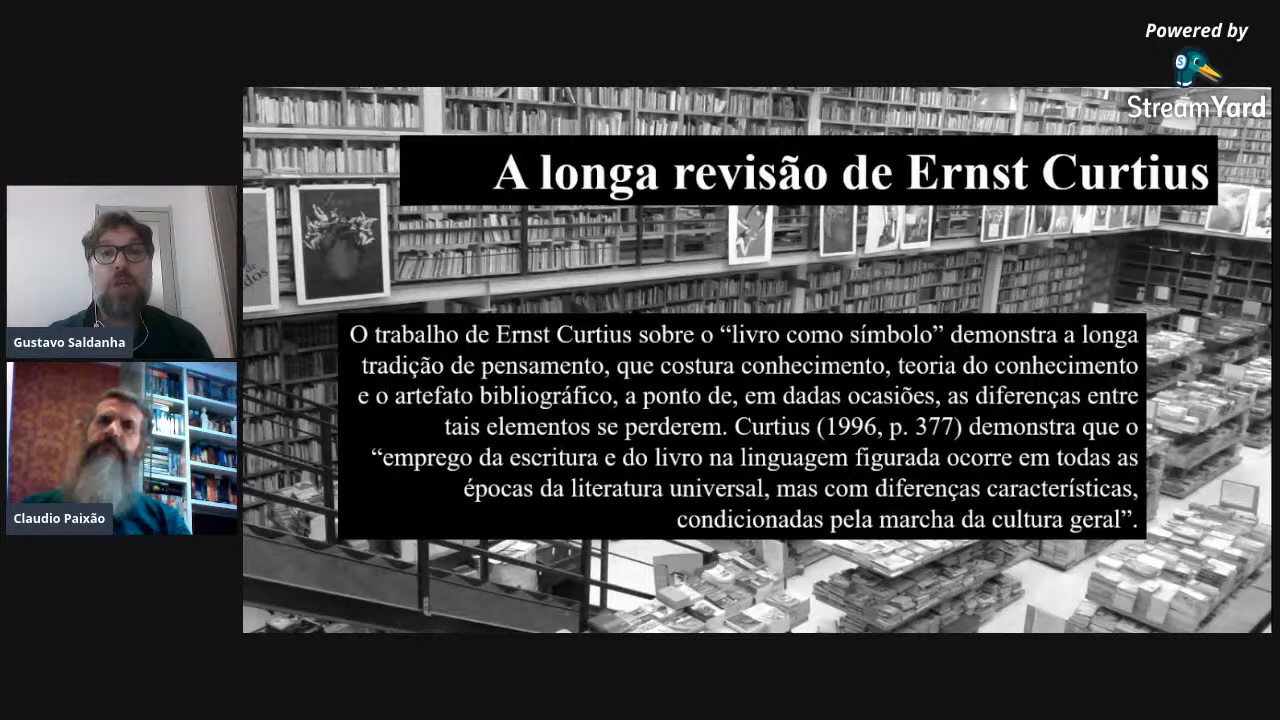 Powered by
StreamYard
A longa revisão de Ernst Curtius
O trabalho de Ernst Curtius sobre o “livro como símbolo” demonstra a longa
tradição de pensamento, que costura conhecimento, teoria do conhecimento
e o artefato bibliográfico, a ponto de, em dadas ocasiões, as diferenças entre
tais elementos se perderem. Curtius (1996, p. 377) demonstra que o
“emprego da escritura e do livro na linguagem figurada ocorre em todas as
épocas da literatura universal, mas com diferenças características,
condicionadas pela marcha da cultura geral”.
Gustavo Saldanha
Claudio Paixão